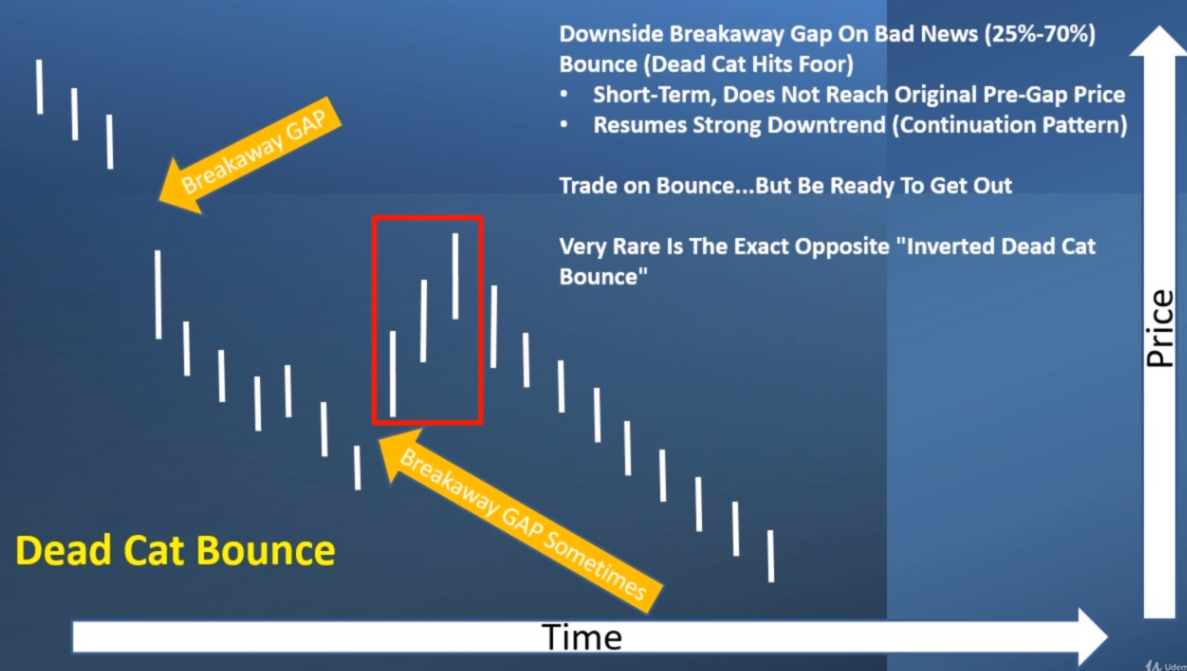 Downside Breakaway Gap On Bad News (25%-70%)
Bounce (Dead Cat Hits Foor)
• Short-Term, Does Not Reach Original Pre-Gap Price
• Resumes Strong Downtrend (Continuation Pattern)
Trade on Bounce...But Be Ready To Get Out
Very Rare Is The Exact Opposite "Inverted Dead Cat
Bounce"
Breakaway GAP
Breakaway GAP Sometimes
Dead Cat Bounce
Time
Price
Udem